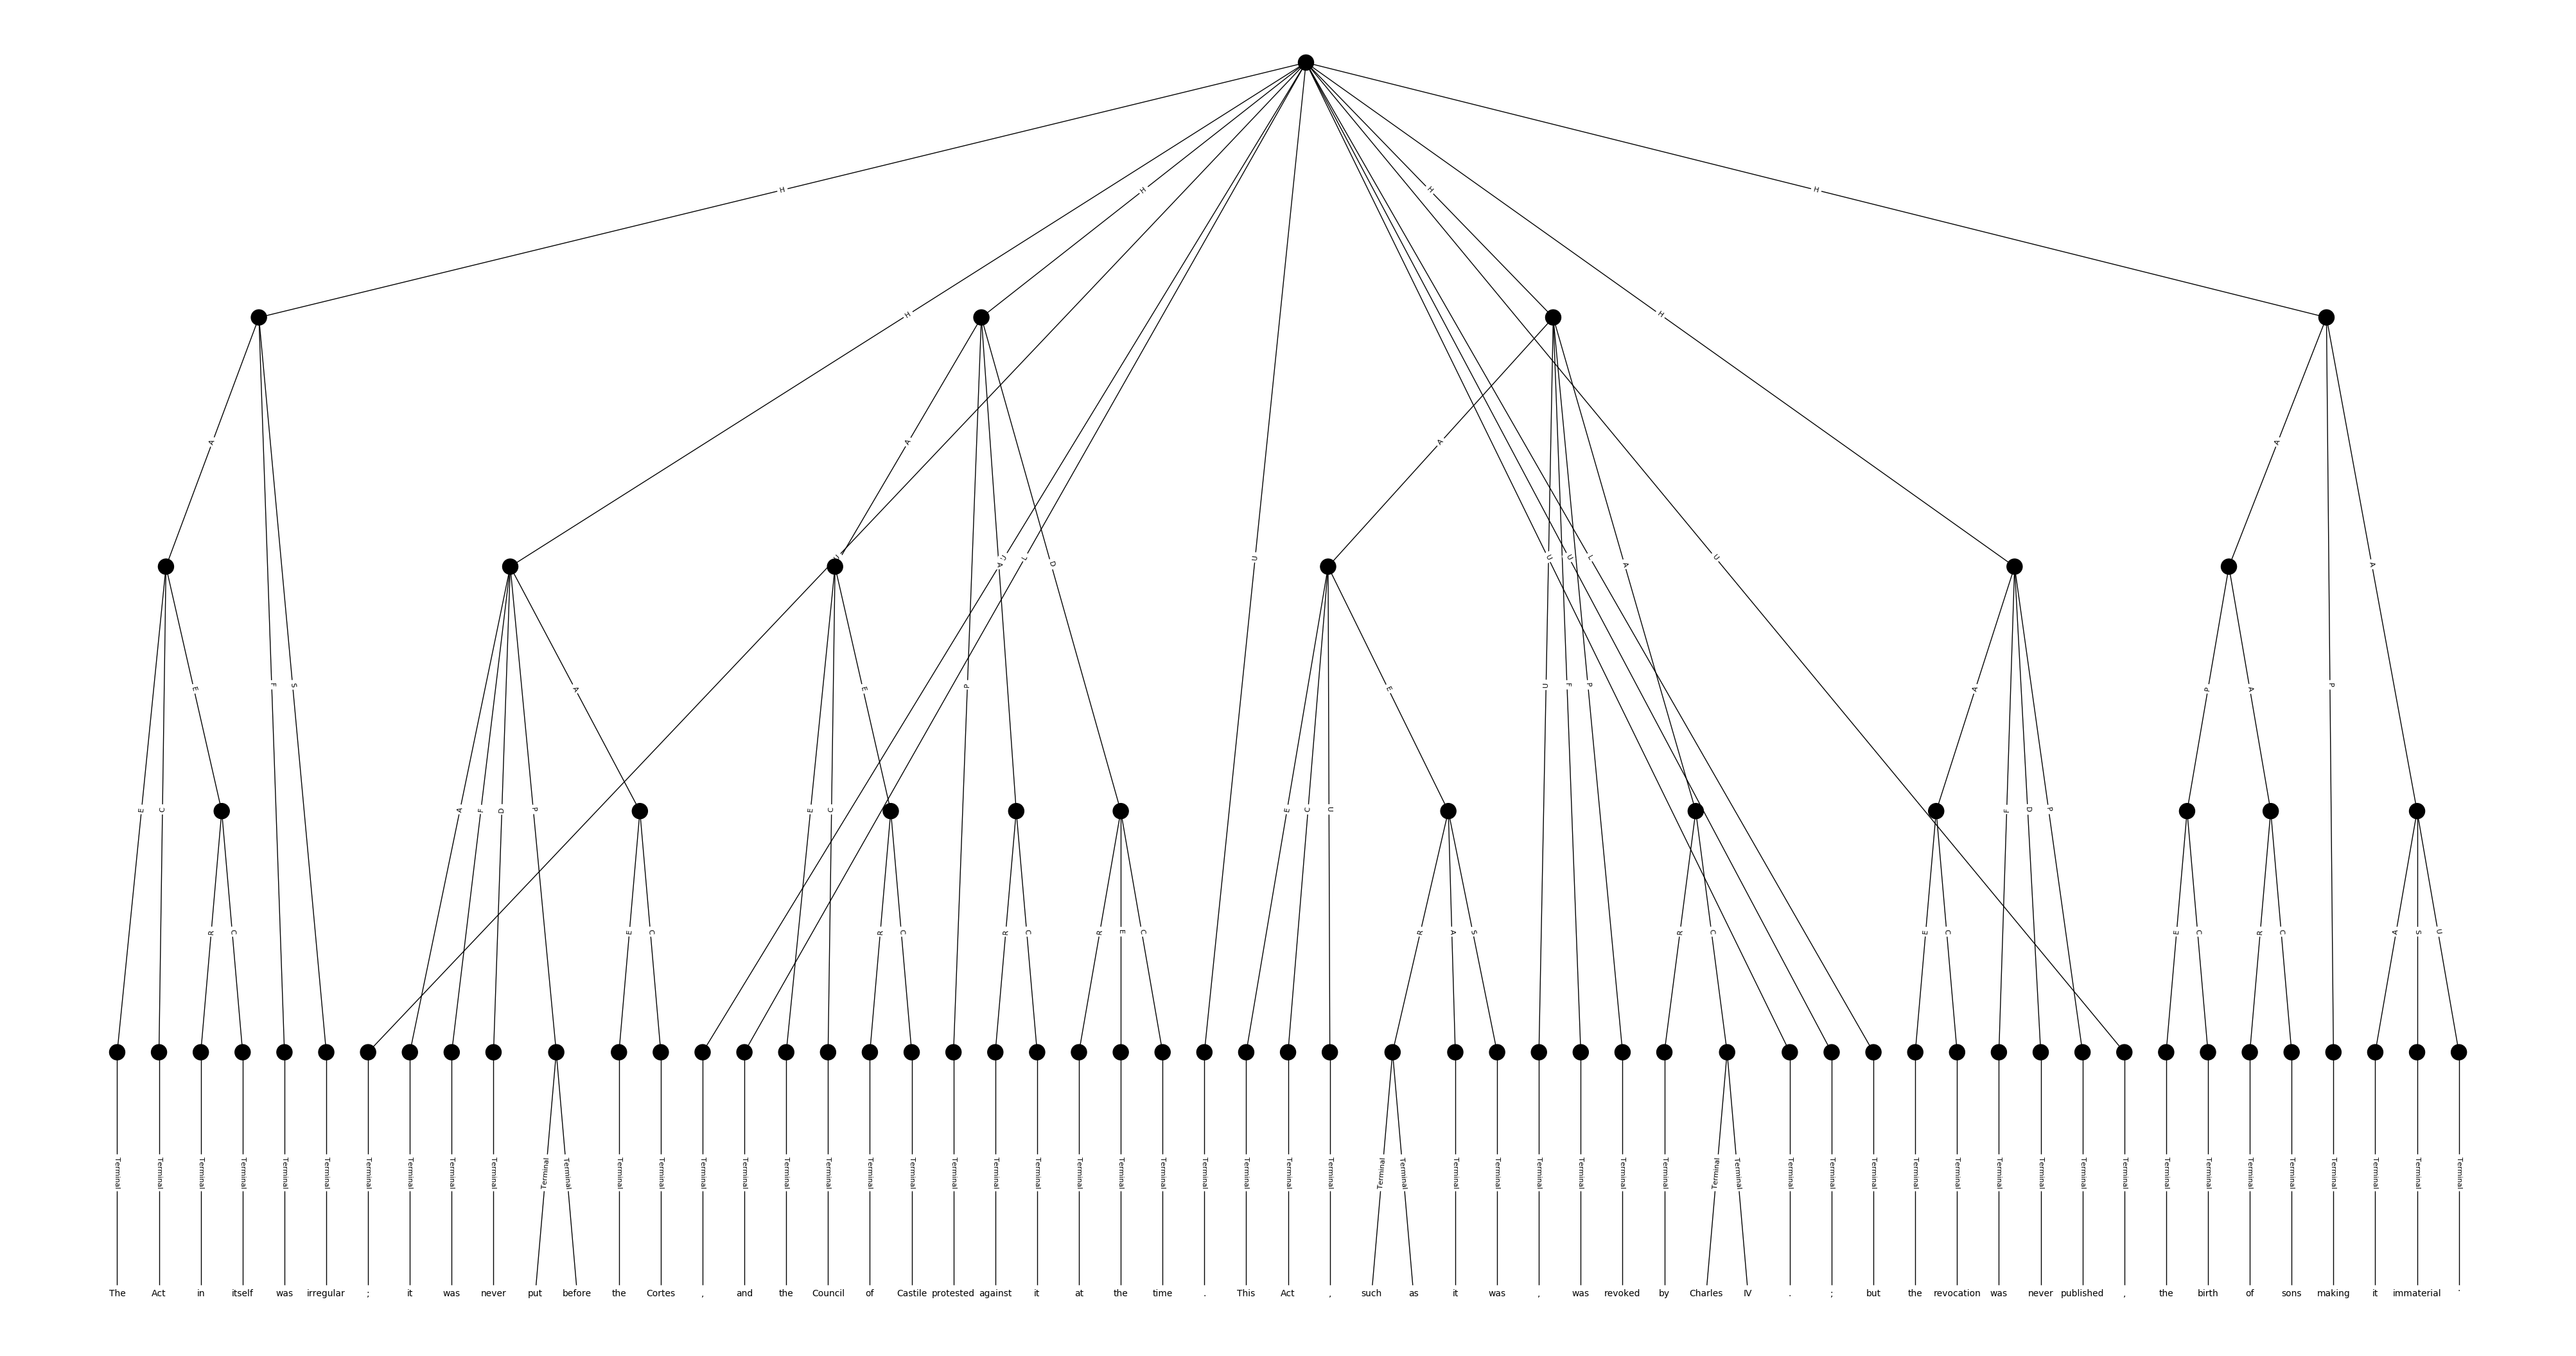 H H H H H
A H H
A A A A
U A U L D U U U L A U A
E F S A P E A U F P A P A P A
E C A F D P E C E C U F D P
R C E C R C R C R E C R A S R C E C E C R C A S U
Terminal Terminal Terminal Terminal Terminal Terminal Terminal Terminal Terminal Terminal Terminal Terminal Terminal Terminal Terminal Terminal Terminal Terminal Terminal Terminal Terminal Terminal Terminal Terminal Terminal Terminal Terminal Terminal Terminal Terminal Terminal Terminal Terminal Terminal Terminal Terminal Terminal Terminal Terminal Terminal Terminal Terminal Terminal Terminal Terminal Terminal Terminal Terminal Terminal Terminal Terminal Terminal Terminal Terminal Terminal Terminal Terminal
The Act in itself was irregular ; it was never put before the Cortes , and the Council of Castile protested against it at the time . This Act , such as it was , was revoked by Charles IV . ; but the revocation was never published , the birth of sons making it immaterial .